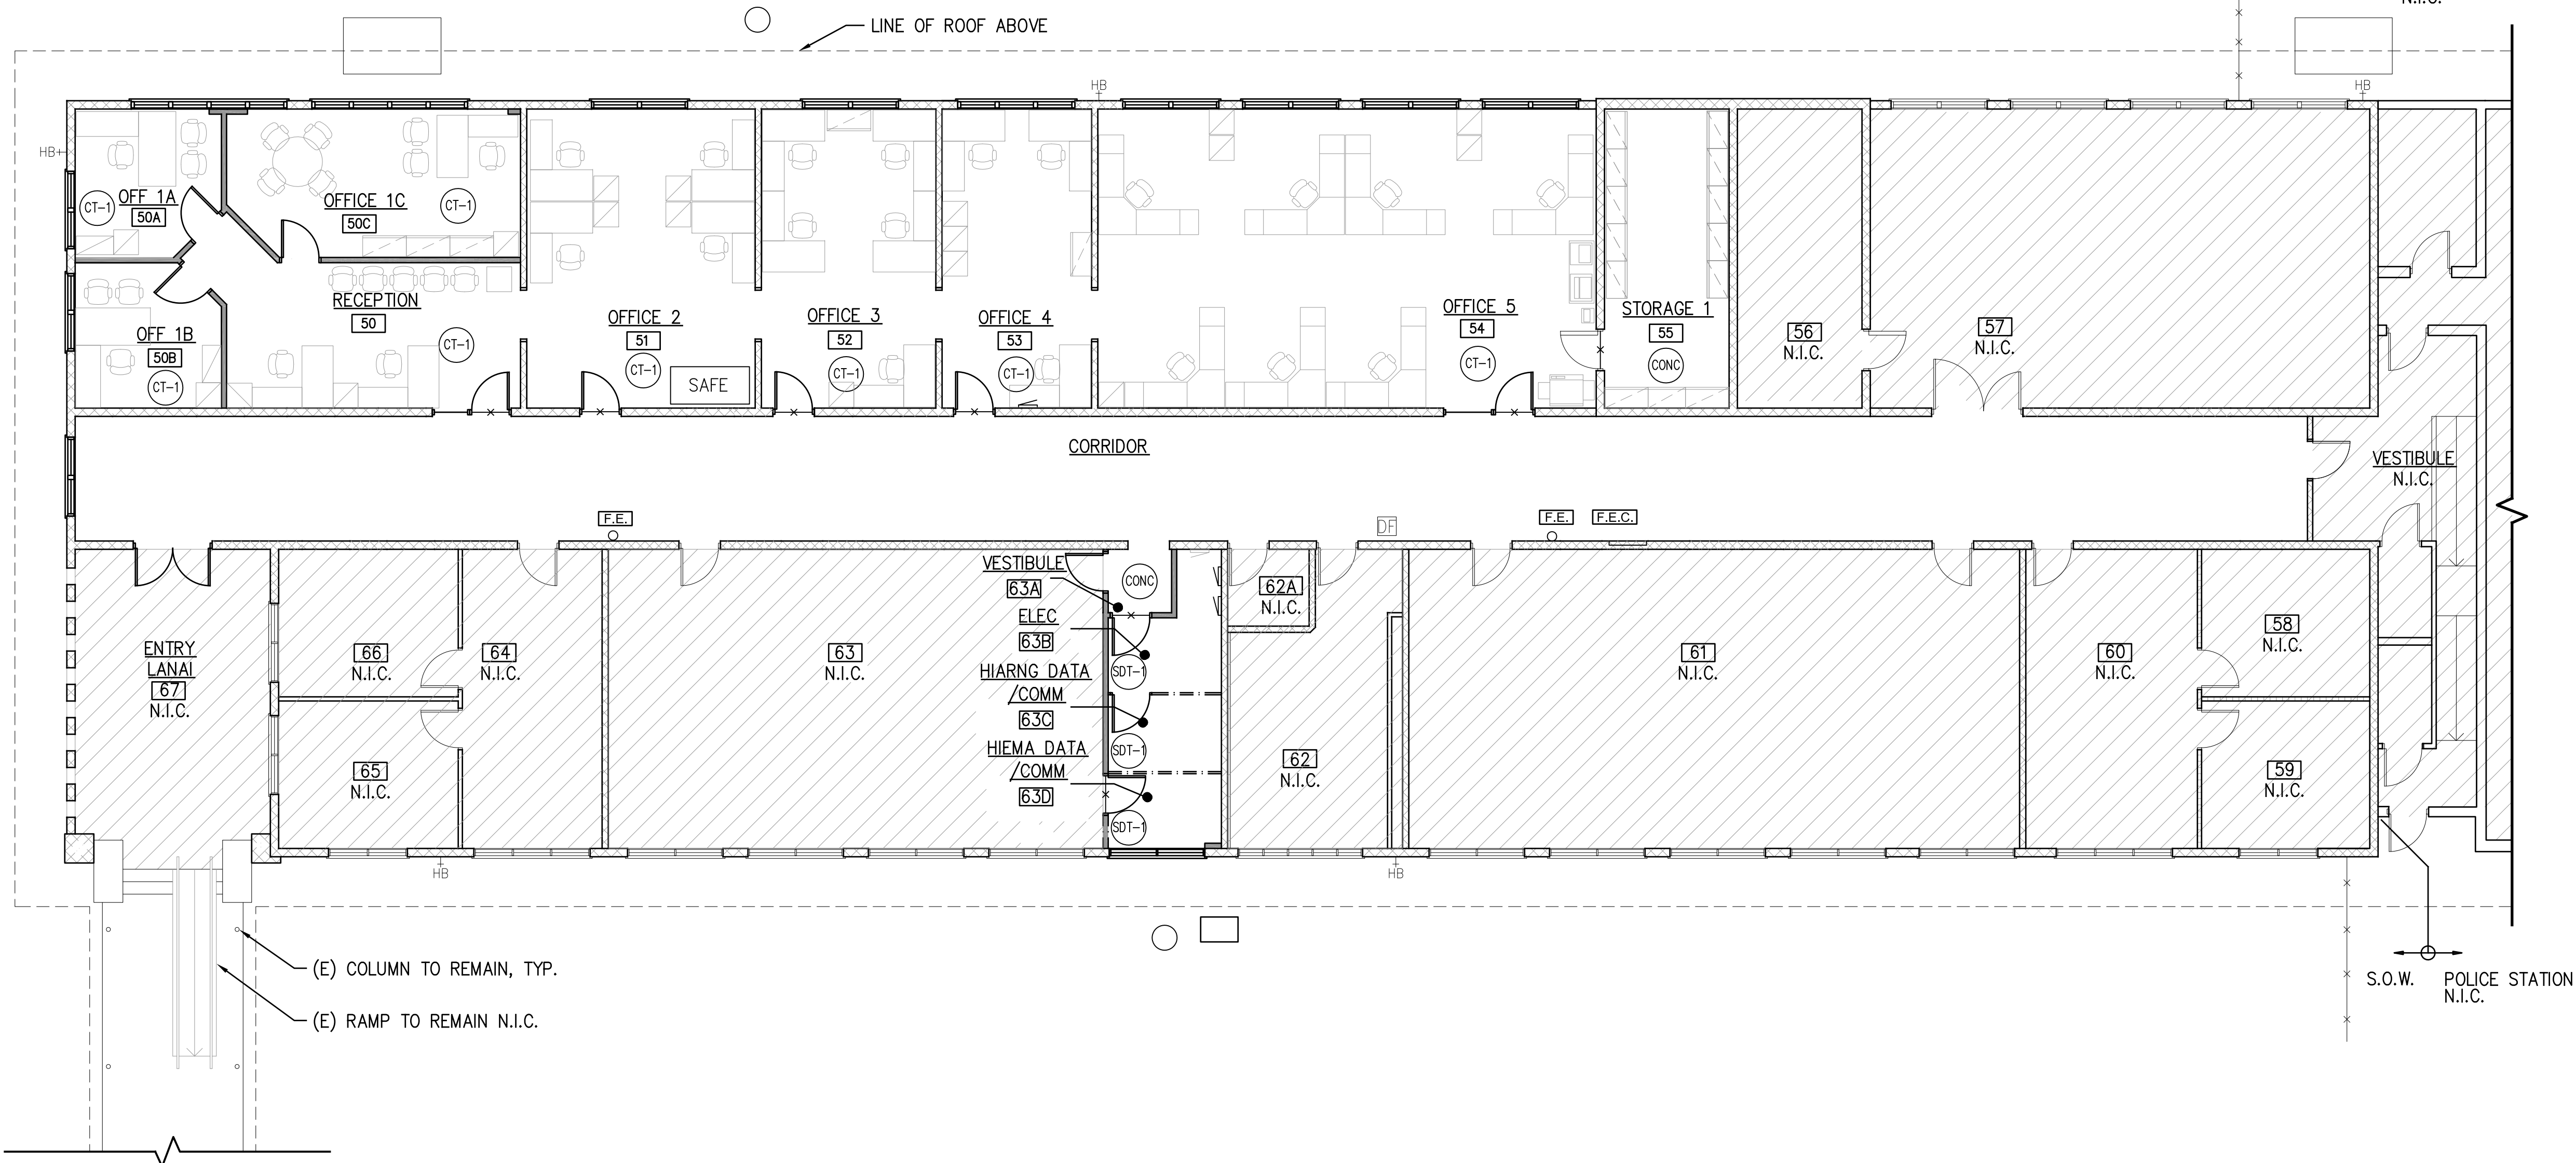 N.I.C.
LINE OF ROOF ABOVE
HB
HB
HB
OFF 1A
50A
CT-1
OFFICE 1C
50C
CT-1
RECEPTION
50
CT-1
OFF 1B
50B
CT-1
OFFICE 2
51
CT-1
SAFE
OFFICE 3
52
CT-1
OFFICE 4
53
CT-1
OFFICE 5
54
CT-1
STORAGE 1
55
CONC
56
N.I.C.
57
N.I.C.
CORRIDOR
VESTIBULE
N.I.C.
F.E.
DF
F.E.
F.E.C.
ENTRY
LANAI
67
N.I.C.
66
N.I.C.
65
N.I.C.
64
N.I.C.
63
N.I.C.
VESTIBULE
63A
CONC
ELEC
63B
SDT-1
HIARNG DATA
/COMM
63C
SDT-1
HIEMA DATA
/COMM
63D
SDT-1
62A
N.I.C.
62
N.I.C.
61
N.I.C.
60
N.I.C.
58
N.I.C.
59
N.I.C.
HB
HB
(E) COLUMN TO REMAIN, TYP.
(E) RAMP TO REMAIN N.I.C.
S.O.W.
POLICE STATION
N.I.C.